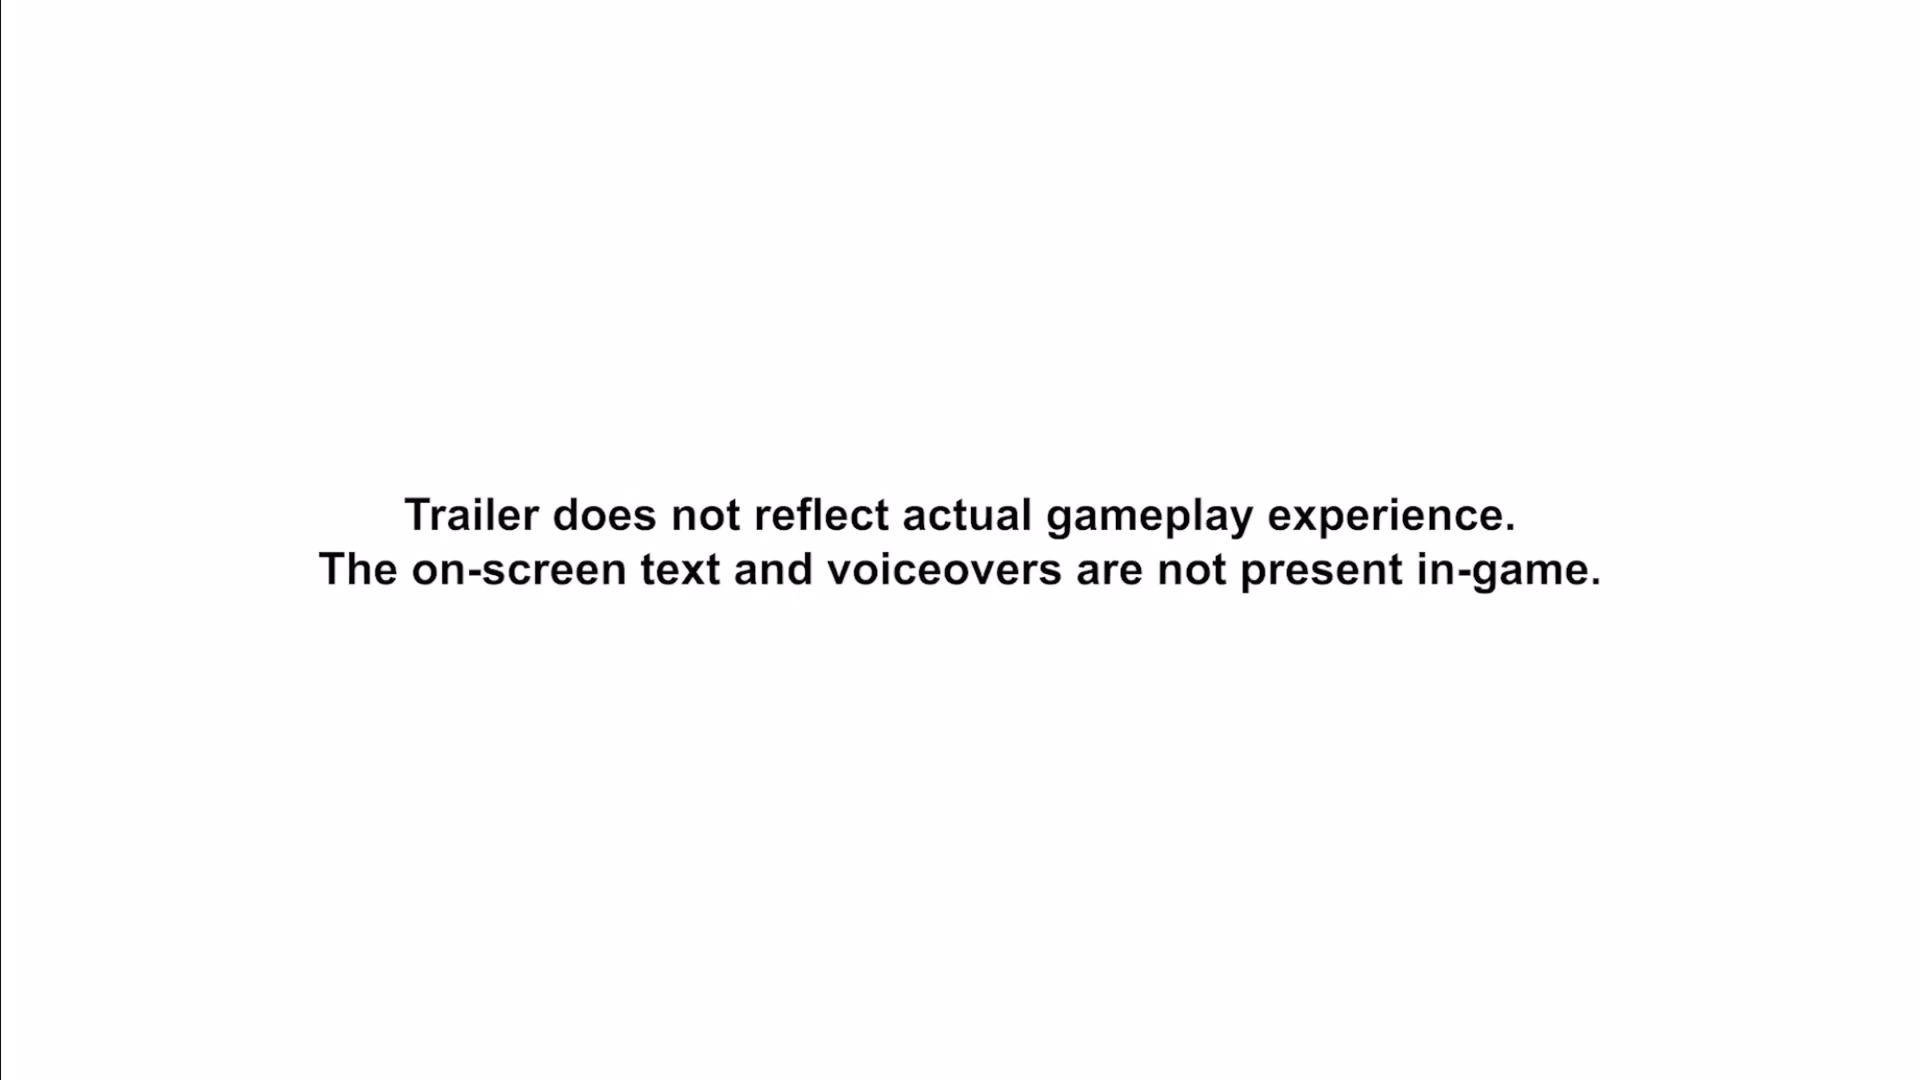 Trailer does not reflect actual gameplay experience.
The on-screen text and voiceovers are not present in-game.